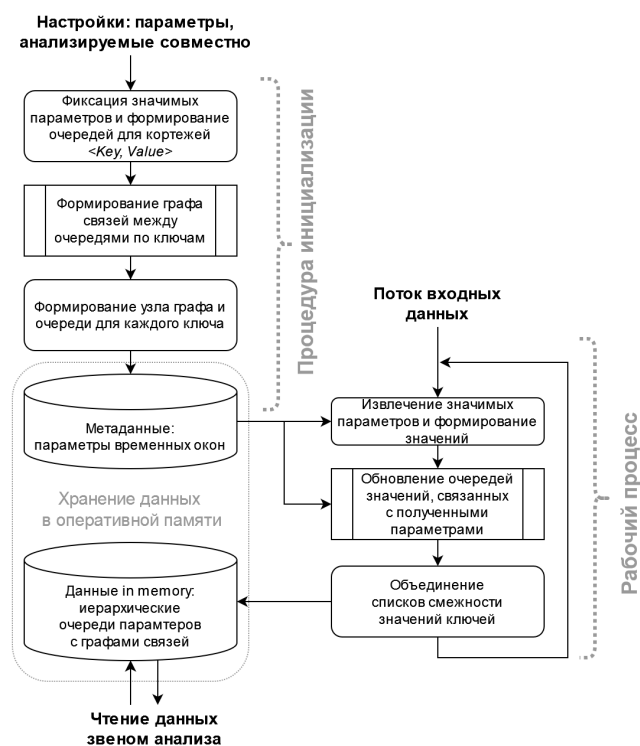 Настройки: параметры,
анализируемые совместно
Фиксация значимых
параметров и формирование
очередей для кортежей
<Key, Value>
Формирование графа
связей между
очередями по ключам
Формирование узла графа и
очереди для каждого ключа
Процедура инициализации
Метаданные:
параметры временных окон
Хранение данных
в оперативной памяти
Данные in memory:
иерархические
очереди парамтеров
с графами связей
Чтение данных
звеном анализа
Поток входных
данных
Извлечение значимых
параметров и формирование
значений
Обновление очередей
значений, связанных
с полученными
параметрами
Объединение
списков смежности
значений ключей
Рабочий процесс